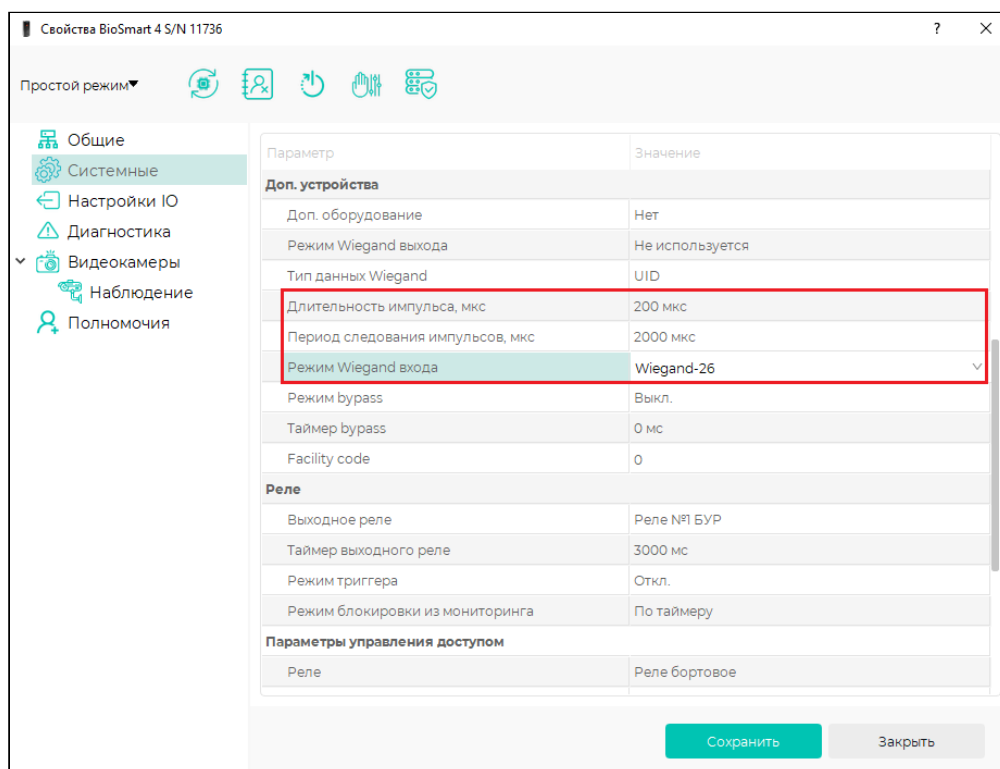 Свойства BioSmart 4 S/N 11736 ?
Простой режим
Общие
Системные
Настройки IO
Диагностика
Видеокамеры
Наблюдение
Полномочия
Параметр Значение
Доп. устройства
Доп. оборудование Нет
Режим Wiegand выхода Не используется
Тип данных Wiegand UID
Длительность импульса, мкс 200 мкс
Период следования импульсов, мкс 2000 мкс
Режим Wiegand входа Wiegand-26
Режим bypass Выкл.
Таймер bypass 0 мс
Facility code 0
Реле
Выходное реле Реле №1 БУР
Таймер выходного реле 3000 мс
Режим триггера Откл.
Режим блокировки из мониторинга По таймеру
Параметры управления доступом
Реле Реле бортовое
Сохранить Закрыть